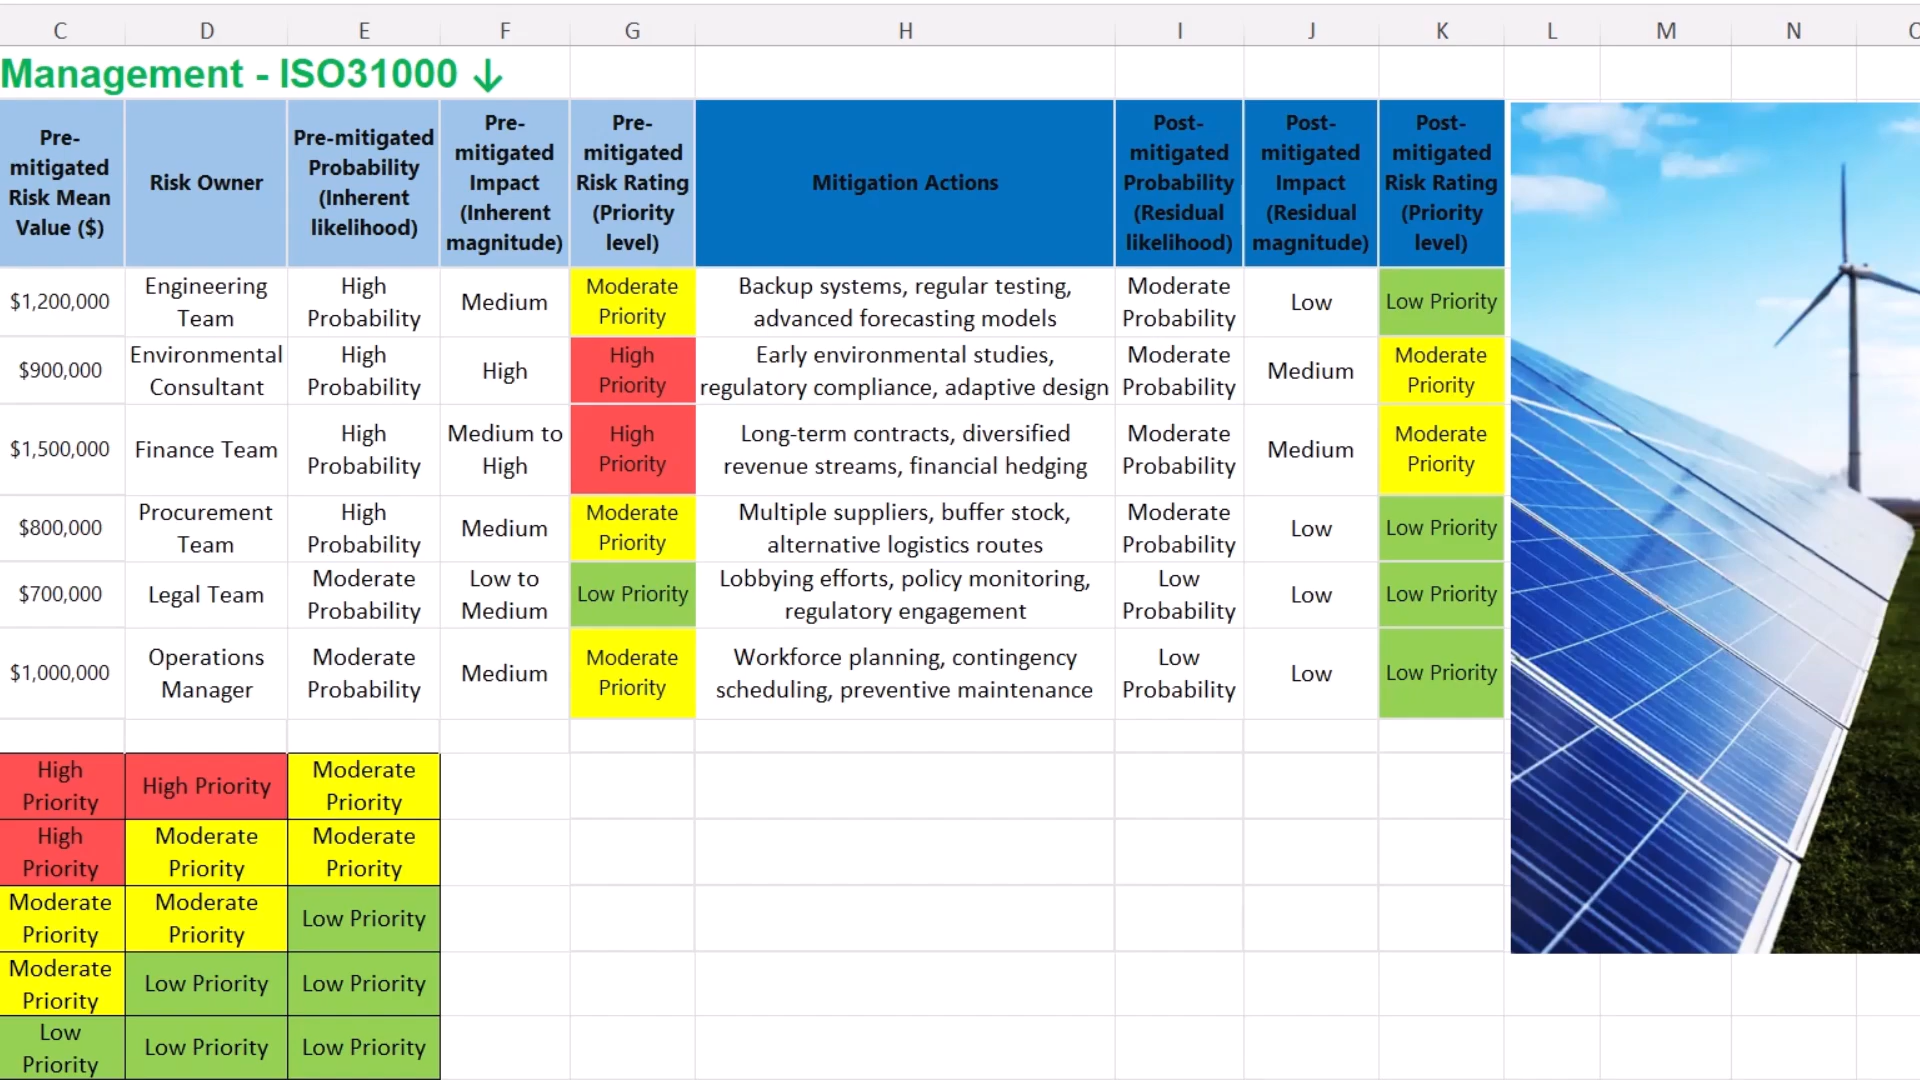 C D E F G H I J K L M N
Management - ISO31000 ↓
Pre-
mitigated
Risk Mean
Value ($)
Risk Owner
Pre-mitigated
Probability
(Inherent
likelihood)
Pre-
mitigated
Impact
(Inherent
magnitude)
Pre-
mitigated
Risk Rating
(Priority
level)
Mitigation Actions
Post-
mitigated
Probability
(Residual
likelihood)
Post-
mitigated
Impact
(Residual
magnitude)
Post-
mitigated
Risk Rating
(Priority
level)
$1,200,000
Engineering
Team
High
Probability
Medium
Moderate
Priority
Backup systems, regular testing,
advanced forecasting models
Moderate
Probability
Low
Low Priority
$900,000
Environmental
Consultant
High
Probability
High
High
Priority
Early environmental studies,
regulatory compliance, adaptive design
Moderate
Probability
Medium
Moderate
Priority
$1,500,000
Finance Team
High
Probability
Medium to
High
High
Priority
Long-term contracts, diversified
revenue streams, financial hedging
Moderate
Probability
Medium
Moderate
Priority
$800,000
Procurement
Team
High
Probability
Medium
Moderate
Priority
Multiple suppliers, buffer stock,
alternative logistics routes
Moderate
Probability
Low
Low Priority
$700,000
Legal Team
Moderate
Probability
Low to
Medium
Low Priority
Lobbying efforts, policy monitoring,
regulatory engagement
Low
Probability
Low
Low Priority
$1,000,000
Operations
Manager
Moderate
Probability
Medium
Moderate
Priority
Workforce planning, contingency
scheduling, preventive maintenance
Low
Probability
Low
Low Priority
High
Priority
High Priority
Moderate
Priority
High
Priority
Moderate
Priority
Moderate
Priority
Moderate
Priority
Moderate
Priority
Low Priority
Moderate
Priority
Low Priority
Low Priority
Low
Priority
Low Priority
Low Priority